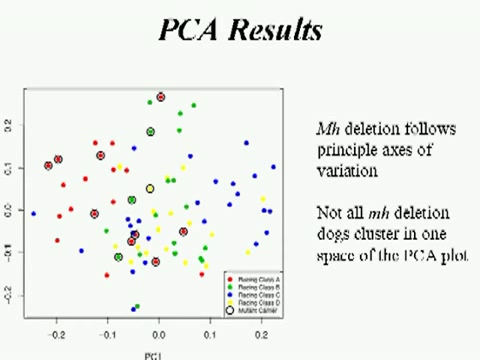 PCA Results
Mh deletion follows
principle axes of
variation
Not all mh deletion
dogs cluster in one
space of the PCA plot
0.2
0.1
0.0
-0.1
-0.2
Racing Class A
Racing Class B
Racing Class C
Racing Class D
Mutant Carrier
-0.2 -0.1 0.0 0.1 0.2
PC1